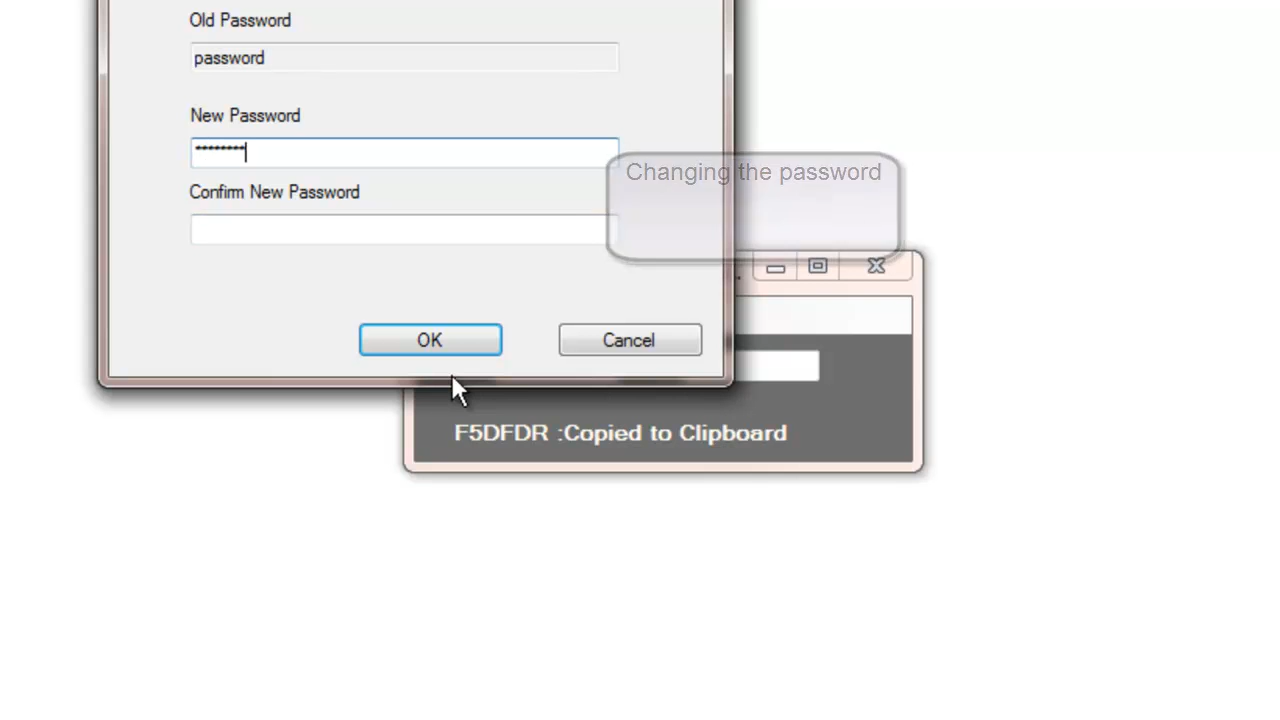 Old Password
password
New Password
Confirm New Password
Changing the password
OK
Cancel
F5DFDR :Copied to Clipboard